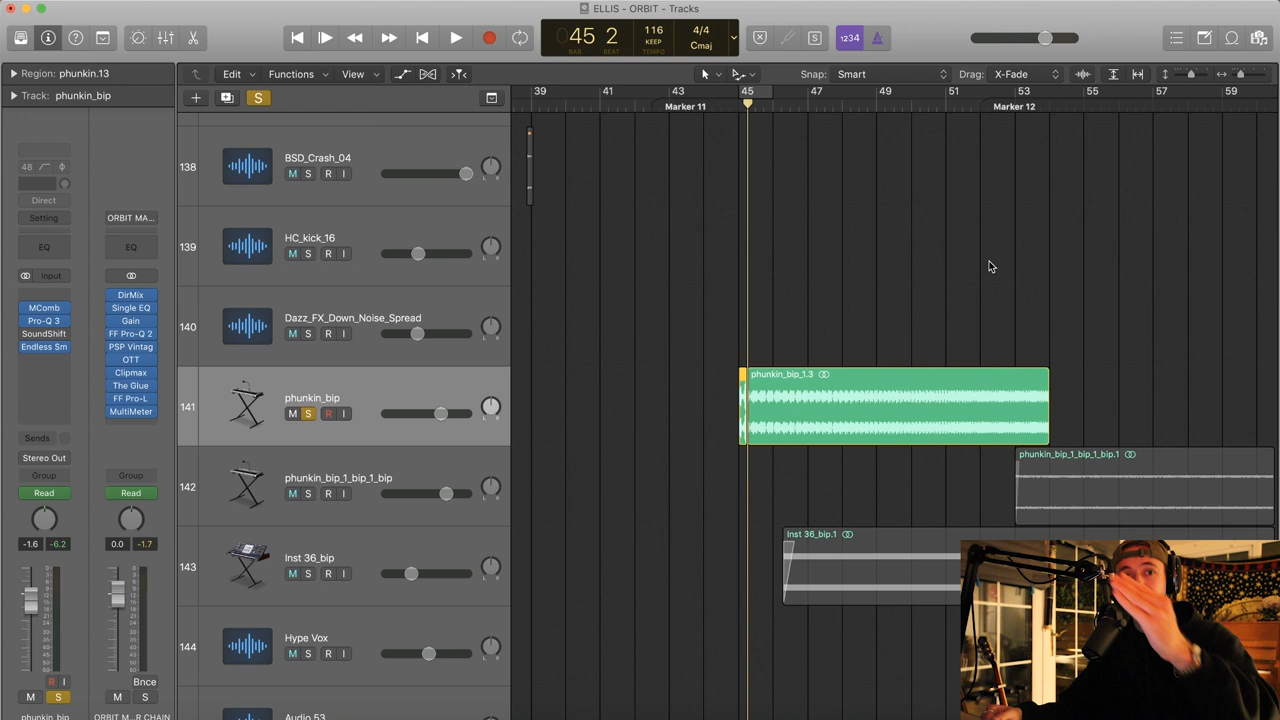 ELLIS - ORBIT - Tracks
45 2
BAR BEAT
116
KEEP
TEMPO
4/4
Cmaj
1234
Region: phunkin.13
Track: phunkin_bip
Edit
Functions
View
Snap: Smart
Drag: X-Fade
S
39 41 43 45 47 49 51 53 55 57 59
Marker 11
Marker 12
48
Direct
Setting
EQ
Input
MComb
Pro-Q 3
SoundShift
Endless Sm
Sends
Stereo Out
Group
Read
-1.6 -6.2
R I
M S
phunkin_bip
ORBIT MA...
EQ
DirMix
Single EQ
Gain
FF Pro-Q 2
PSP Vintag
OTT
Clipmax
The Glue
FF Pro-L
MultiMeter
Group
Read
0.0 -1.7
Bnce
M S
ORBIT M...R CHAIN
138
BSD_Crash_04
M S R I
139
HC_kick_16
M S R I
140
Dazz_FX_Down_Noise_Spread
M S R I
141
phunkin_bip
M S R I
142
phunkin_bip_1_bip_1_bip
M S R I
143
Inst 36_bip
M S R I
144
Hype Vox
M S R I
Audio 53
phunkin_bip_1.3
phunkin_bip_1_bip_1_bip.1
Inst 36_bip.1